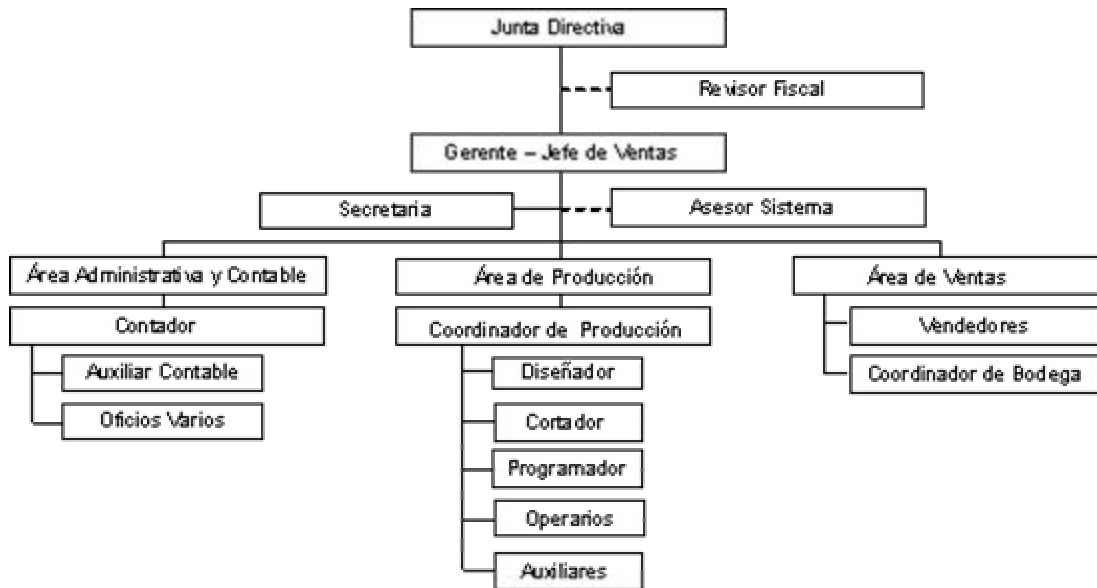 Junta Directiva
Revisor Fiscal
Gerente – Jefe de Ventas
Secretaria
Asesor Sistema
Área Administrativa y Contable
Área de Producción
Área de Ventas
Contador
Coordinador de Producción
Vendedores
Auxiliar Contable
Diseñador
Coordinador de Bodega
Oficios Varios
Cortador
Programador
Operarios
Auxiliares